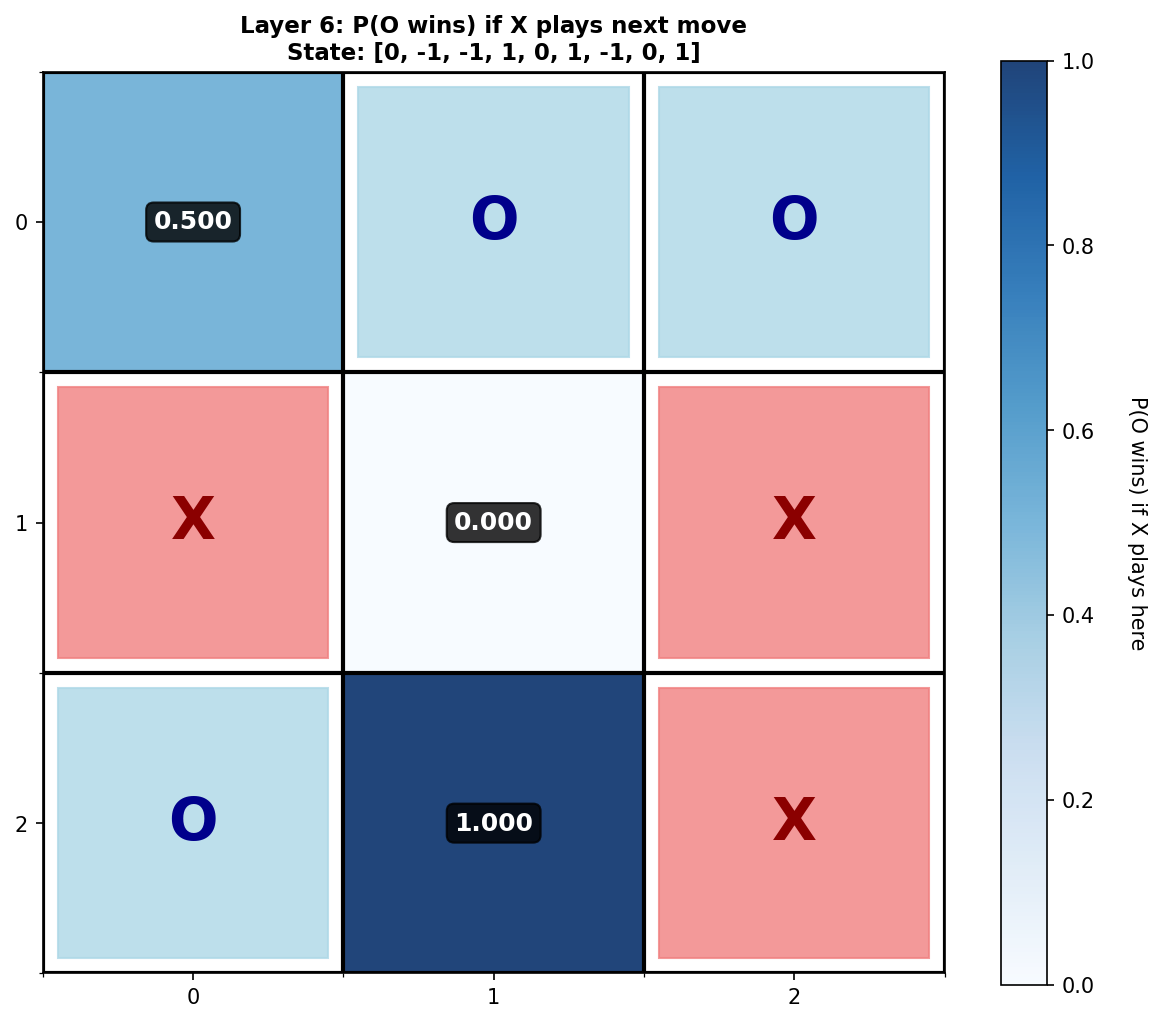 Layer 6: P(O wins) if X plays next move
State: [0, -1, -1, 1, 0, 1, -1, 0, 1]
0
0.500
O
O
1
X
0.000
X
2
O
1.000
X
0
1
2
1.0
0.8
0.6
0.4
0.2
0.0
P(O wins) if X plays here